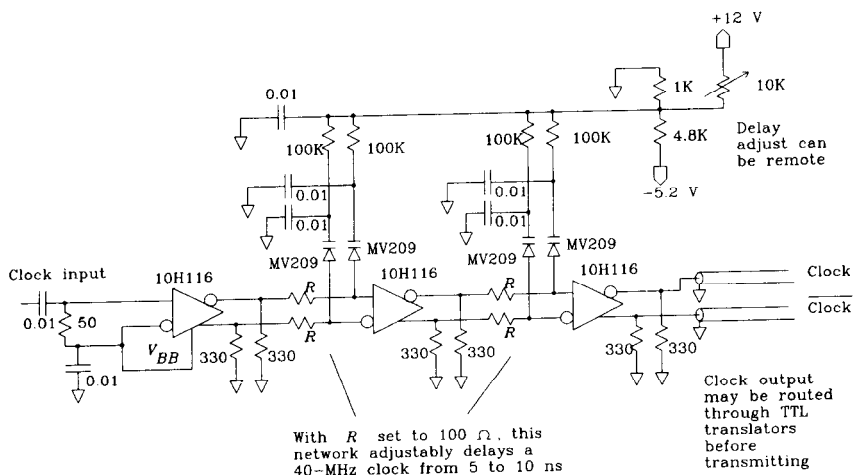 +12 V
0.01
1K
10K
100K
100K
100K
100K
4.8K
Delay
adjust can
be remote
0.01
0.01
0.01
0.01
−5.2 V
MV209
MV209
MV209
MV209
Clock input
10H116
R
10H116
R
10H116
Clock
0.01
50
R
R
Clock
V_BB
330
330
330
330
330
330
0.01
With R set to 100 Ω, this
network adjustably delays a
40−MHz clock from 5 to 10 ns
Clock output
may be routed
through TTL
translators
before
transmitting